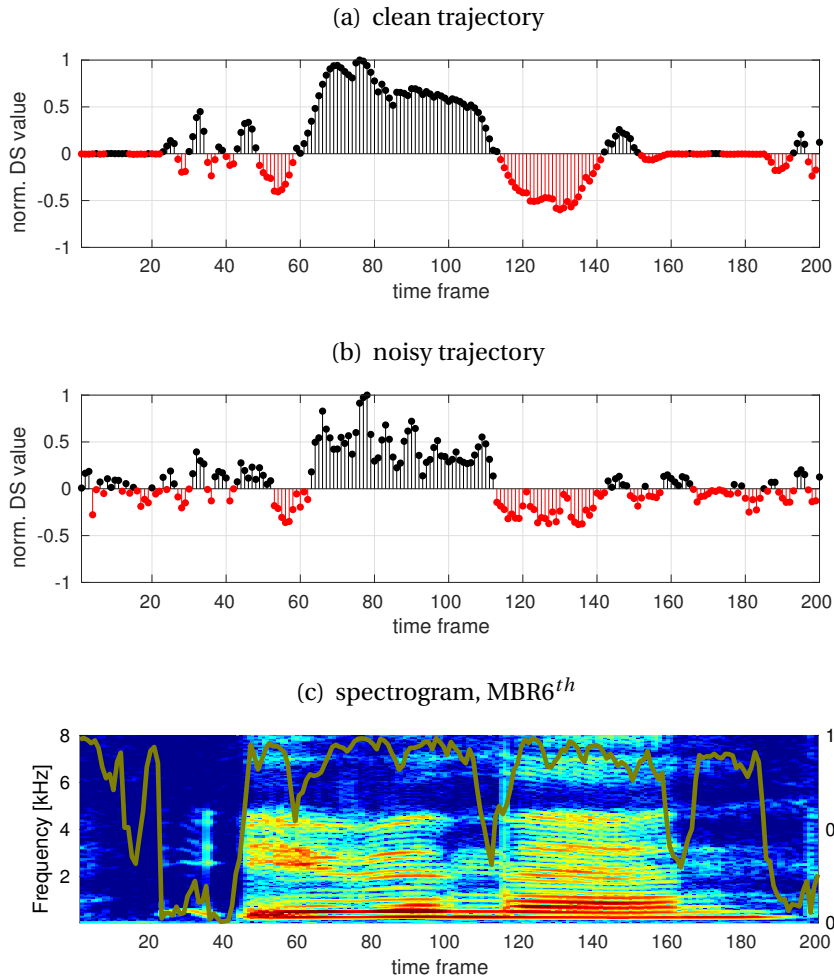 (a) clean trajectory
1
0.5
0
-0.5
-1
norm. DS value
20 40 60 80 100 120 140 160 180 200
time frame
(b) noisy trajectory
1
0.5
0
-0.5
-1
norm. DS value
20 40 60 80 100 120 140 160 180 200
time frame
(c) spectrogram, MBR6th
8
6
4
2
Frequency [kHz]
1
0
0
20 40 60 80 100 120 140 160 180 200
time frame